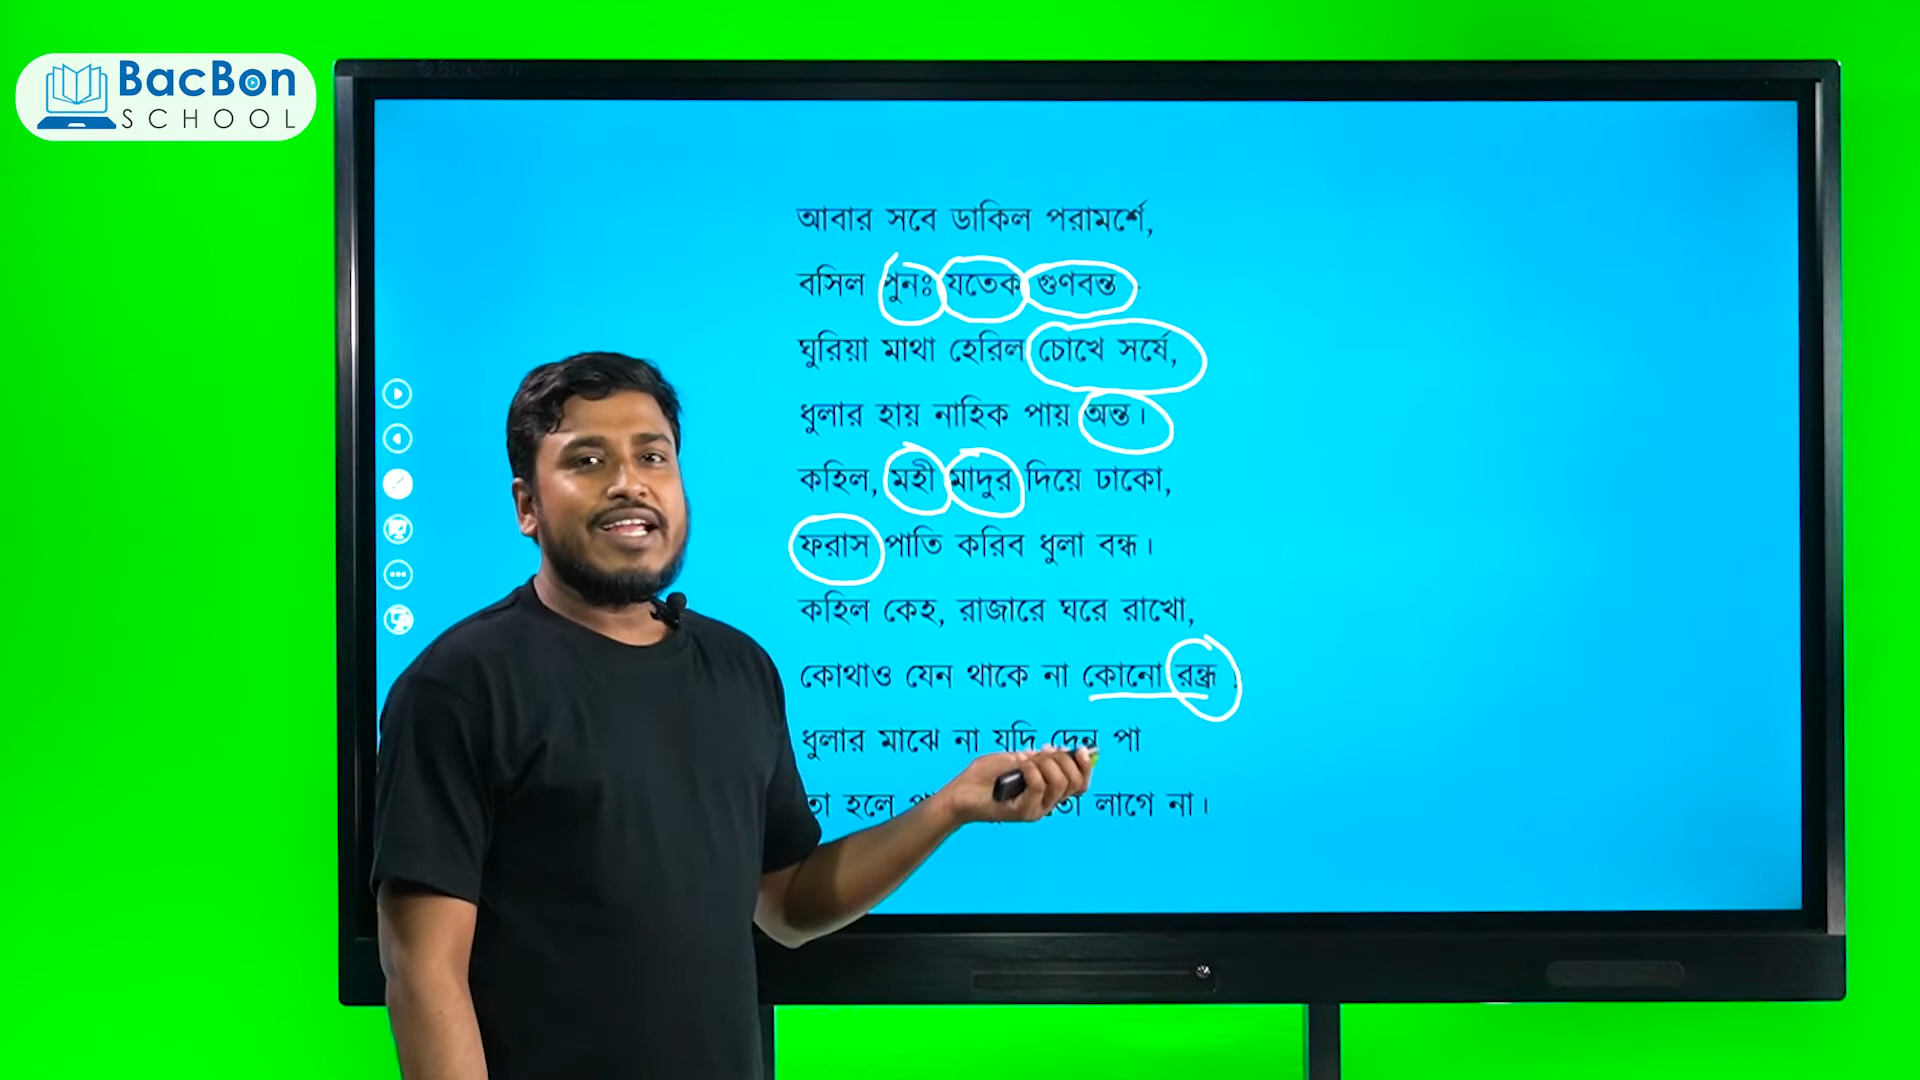 BacBon
SCHOOL
আবার সবে ডাকিল পরামর্শে,
বসিল পুনঃ যতেক গুণবন্ত
ঘুরিয়া মাথা হেরিল চোখে সর্ষে,
ধুলার হায় নাহিক পায় অন্ত।
কহিল, মহী মাদুর দিয়ে ঢাকো,
ফরাস পাতি করিব ধুলা বন্ধ।
কহিল কেহ, রাজারে ঘরে রাখো,
কোথাও যেন থাকে না কোনো রন্ধ্র
ধুলার মাঝে না যদি দেন পা
তা হলে লাগে না।